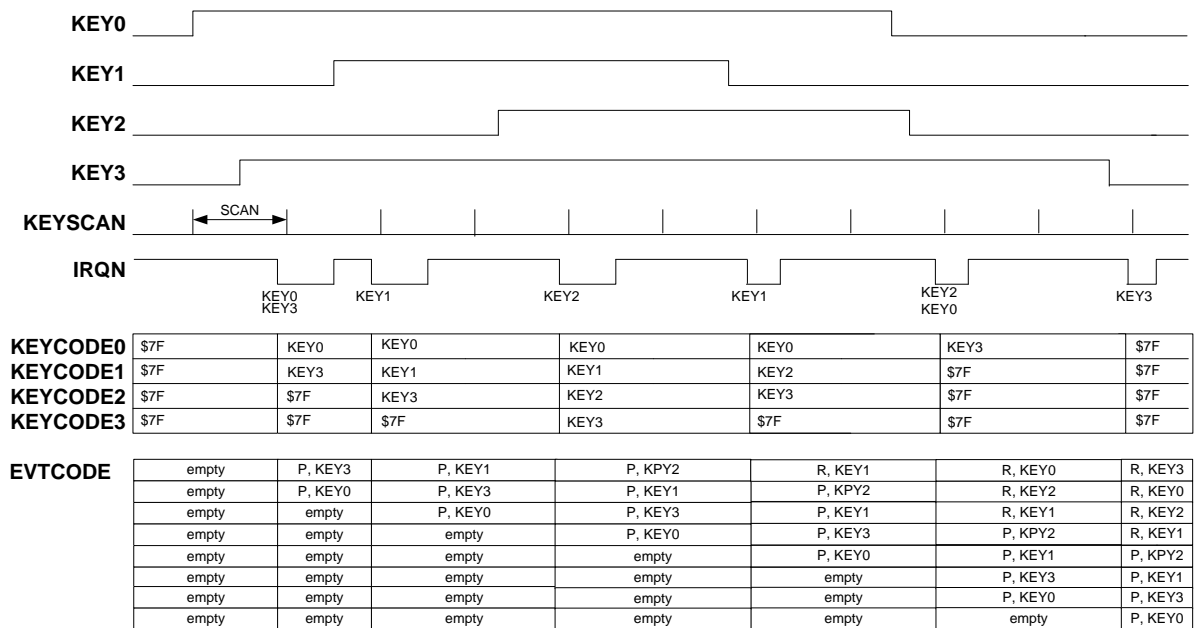 KEY0
KEY1
KEY2
KEY3
KEYSCAN SCAN
IRQN
KEY0 KEY1 KEY2 KEY1 KEY2 KEY3
KEY3 KEY0
KEYCODE0 $7F KEY0 KEY0 KEY0 KEY0 KEY3 $7F
KEYCODE1 $7F KEY3 KEY1 KEY1 KEY2 $7F $7F
KEYCODE2 $7F $7F KEY3 KEY2 KEY3 $7F $7F
KEYCODE3 $7F $7F $7F KEY3 $7F $7F $7F
EVTCODE empty P, KEY3 P, KEY1 P, KPY2 R, KEY1 R, KEY0 R, KEY3
empty P, KEY0 P, KEY3 P, KEY1 P, KPY2 R, KEY2 R, KEY0
empty empty P, KEY0 P, KEY3 P, KEY1 R, KEY1 R, KEY2
empty empty empty P, KEY0 P, KEY3 P, KPY2 R, KEY1
empty empty empty empty P, KEY0 P, KEY1 P, KPY2
empty empty empty empty empty P, KEY3 P, KEY1
empty empty empty empty empty P, KEY0 P, KEY3
empty empty empty empty empty empty P, KEY0